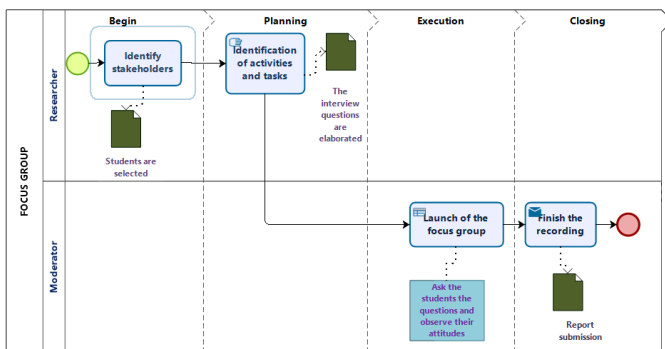 Begin
Planning
Execution
Closing
FOCUS GROUP
Researcher
Identify
stakeholders
Identification
of activities
and tasks
The
interview
questions
are
elaborated
Students are
selected
Moderator
Launch of the
focus group
Finish the
recording
Ask the
students the
questions and
observe their
attitudes
Report
submission